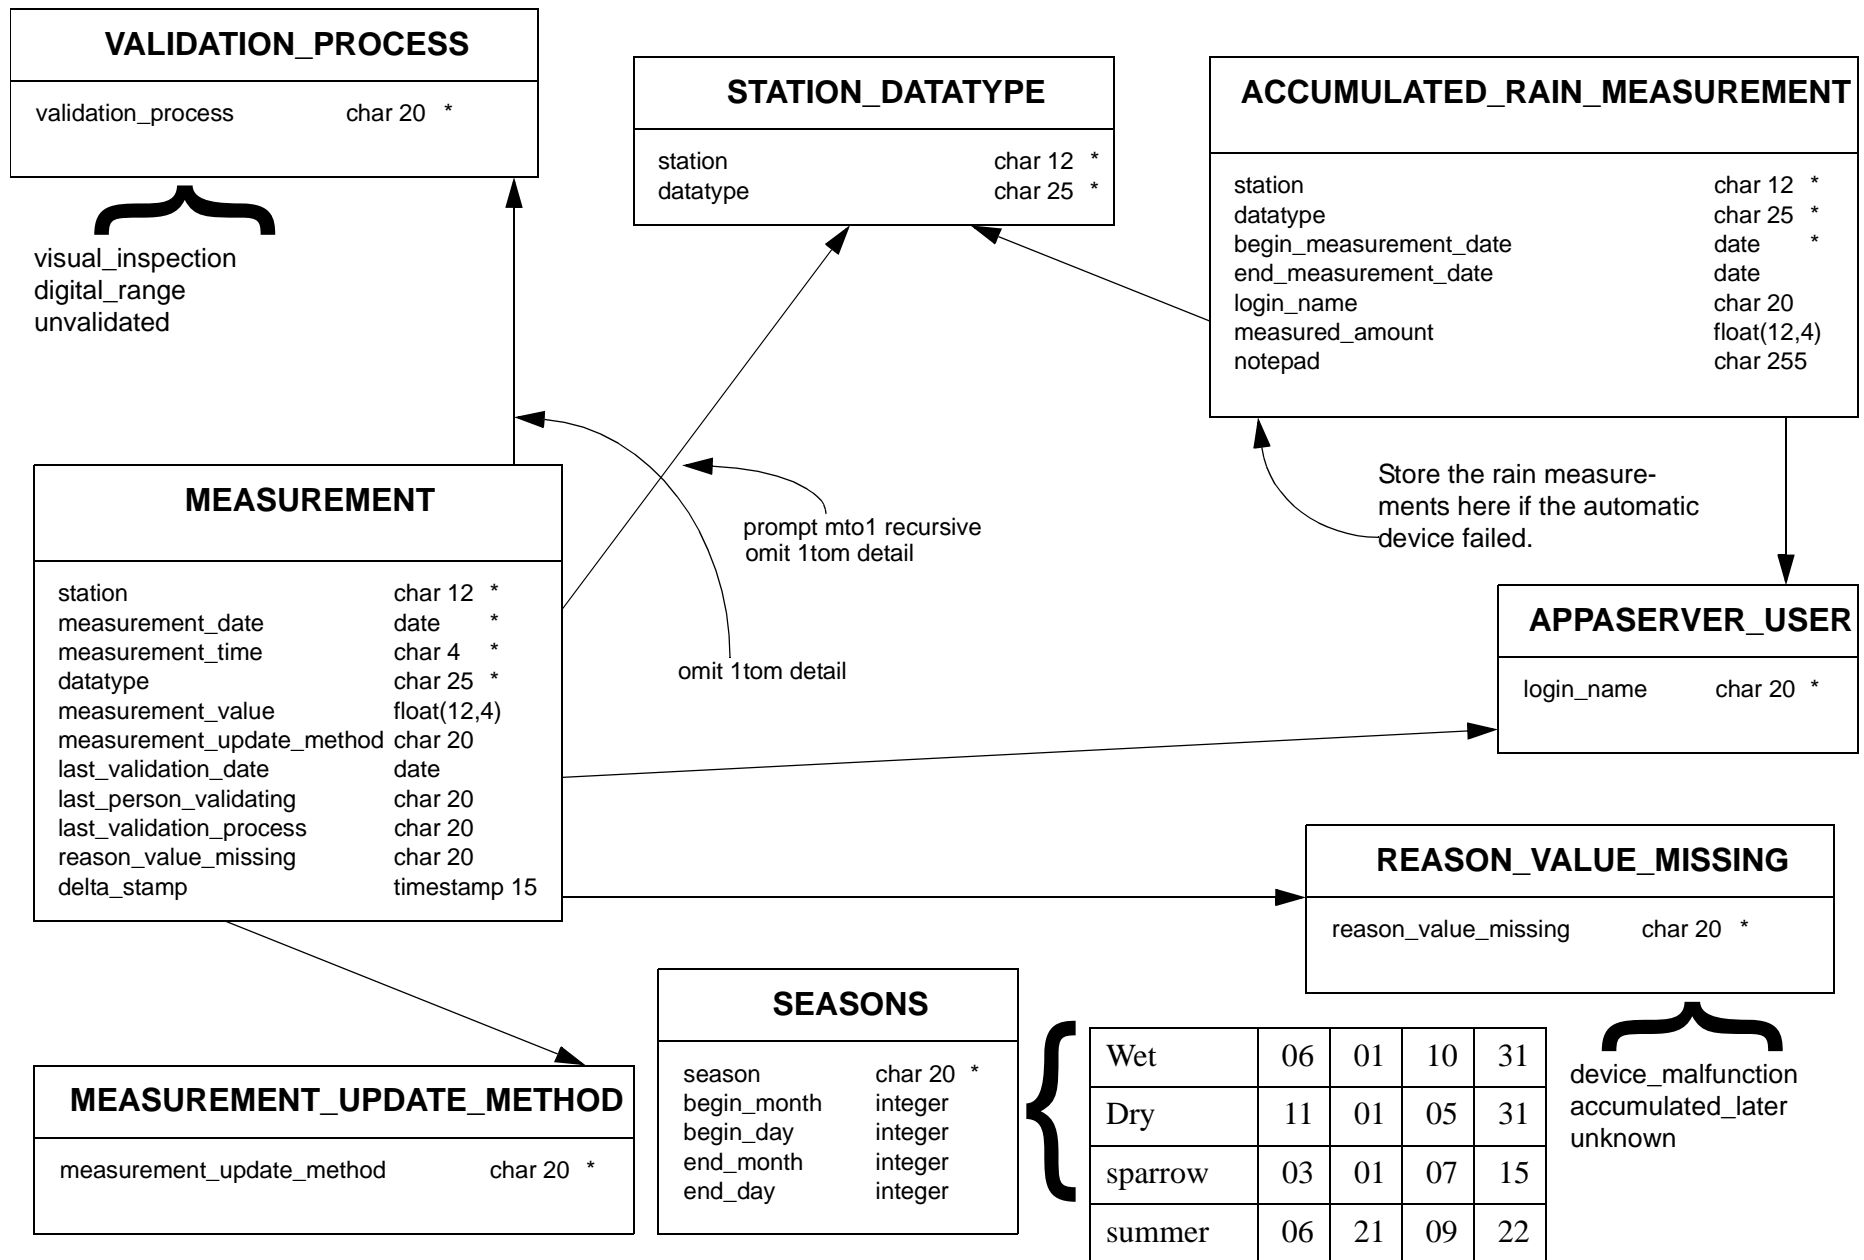 VALIDATION_PROCESS
validation_process char 20 *
visual_inspection
digital_range
unvalidated
STATION_DATATYPE
station char 12 *
datatype char 25 *
ACCUMULATED_RAIN_MEASUREMENT
station char 12 *
datatype char 25 *
begin_measurement_date date *
end_measurement_date date
login_name char 20
measured_amount float(12,4)
notepad char 255
Store the rain measure-
ments here if the automatic
device failed.
prompt mto1 recursive
omit 1tom detail
omit 1tom detail
MEASUREMENT
station char 12 *
measurement_date date *
measurement_time char 4 *
datatype char 25 *
measurement_value float(12,4)
measurement_update_method char 20
last_validation_date date
last_person_validating char 20
last_validation_process char 20
reason_value_missing char 20
delta_stamp timestamp 15
APPASERVER_USER
login_name char 20 *
REASON_VALUE_MISSING
reason_value_missing char 20 *
device_malfunction
accumulated_later
unknown
MEASUREMENT_UPDATE_METHOD
measurement_update_method char 20 *
SEASONS
season char 20 *
begin_month integer
begin_day integer
end_month integer
end_day integer
Wet 06 01 10 31
Dry 11 01 05 31
sparrow 03 01 07 15
summer 06 21 09 22